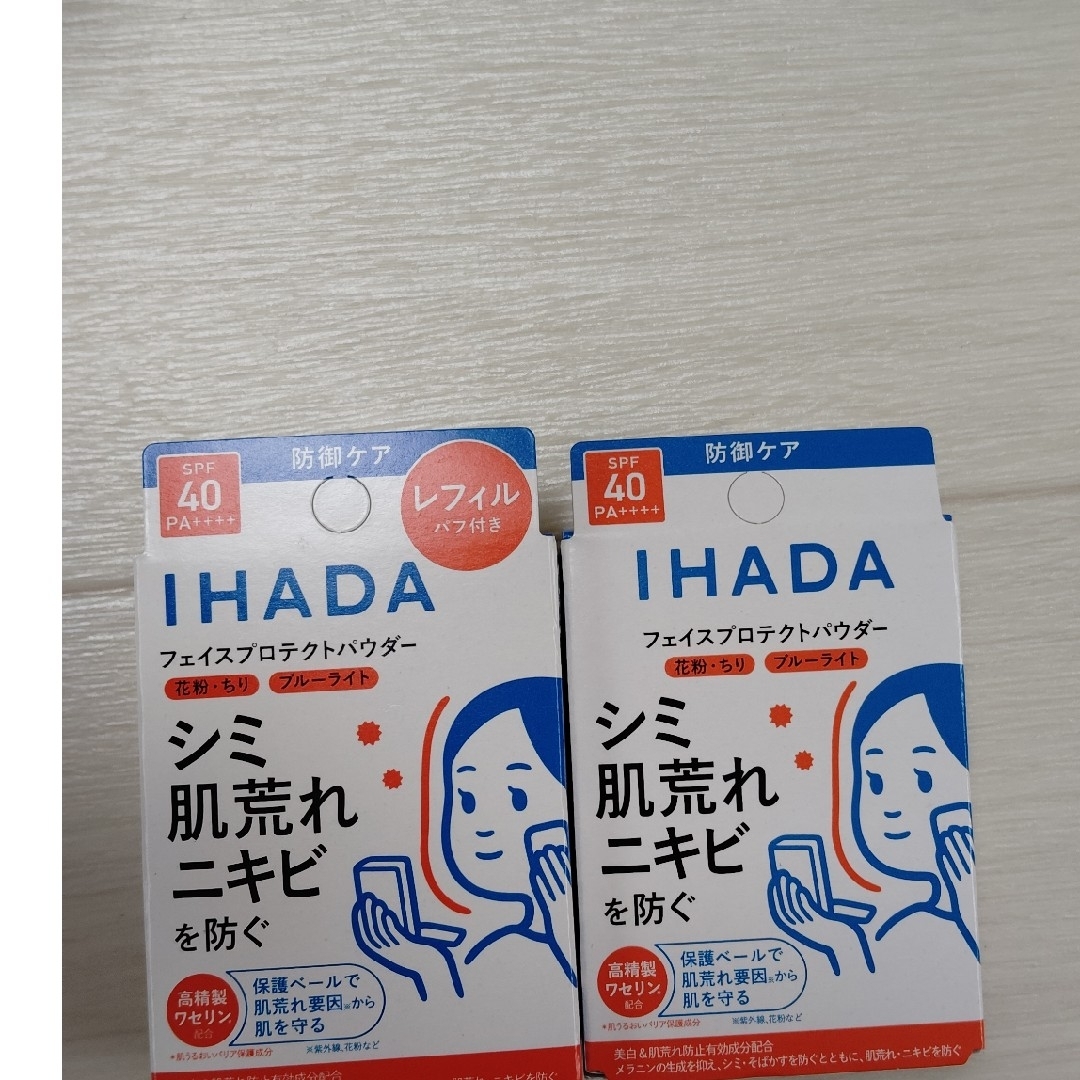 防御ケア
SPF
40
PA++++
レフィル
パフ付き
IHADA
フェイスプロテクトパウダー
花粉・ちり
ブルーライト
シミ
肌荒れ
ニキビ
を防ぐ
高精製
ワセリン*
配合
保護ベールで
肌荒れ要因※から
肌を守る
*肌うるおいバリア保護成分
※紫外線、花粉など
防御ケア
SPF
40
PA++++
IHADA
フェイスプロテクトパウダー
花粉・ちり
ブルーライト
シミ
肌荒れ
ニキビ
を防ぐ
高精製
ワセリン*
配合
保護ベールで
肌荒れ要因※から
肌を守る
*肌うるおいバリア保護成分
※紫外線、花粉など
美白&肌荒れ防止有効成分配合
メラニンの生成を抑え、シミ・そばかすを防ぐとともに、肌荒れ・ニキビを防ぐ